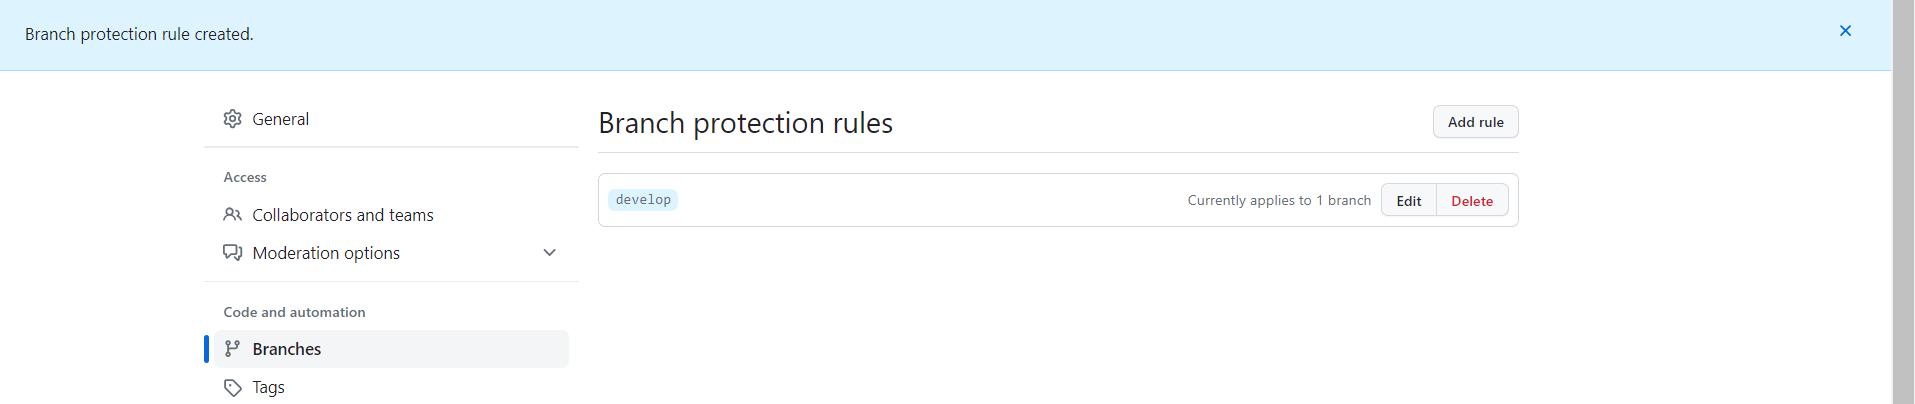 Branch protection rule created.
General
Access
Collaborators and teams
Moderation options
Code and automation
Branches
Tags
Branch protection rules
Add rule
develop
Currently applies to 1 branch
Edit
Delete